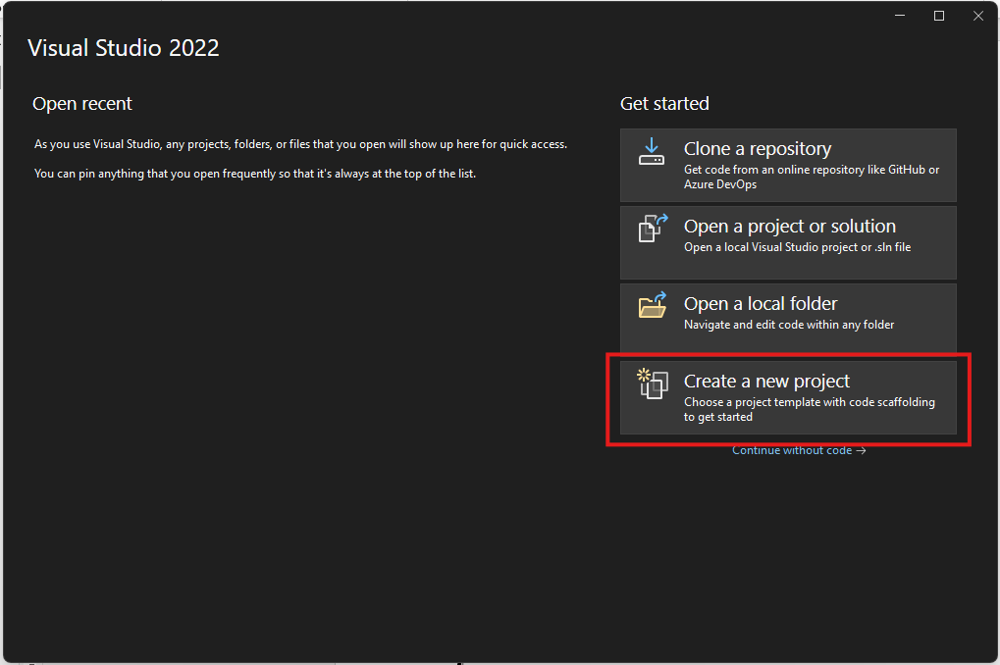 Visual Studio 2022
Open recent
As you use Visual Studio, any projects, folders, or files that you open will show up here for quick access.
You can pin anything that you open frequently so that it's always at the top of the list.
Get started
Clone a repository
Get code from an online repository like GitHub or
Azure DevOps
Open a project or solution
Open a local Visual Studio project or .sln file
Open a local folder
Navigate and edit code within any folder
Create a new project
Choose a project template with code scaffolding
to get started
Continue without code →